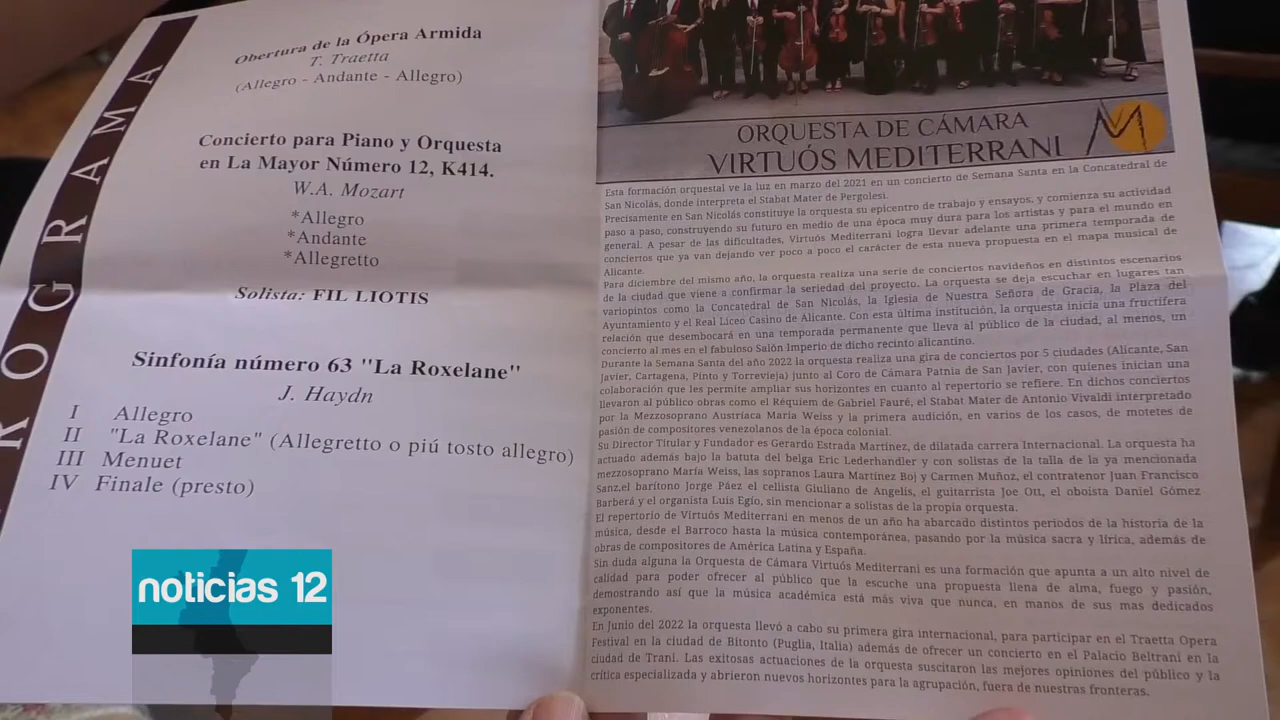 PROGRAMA
Obertura de la Ópera Armida
T. Traetta
(Allegro - Andante - Allegro)
Concierto para Piano y Orquesta
en La Mayor Número 12, K414.
W.A. Mozart
*Allegro
*Andante
*Allegretto
Solista: FIL LIOTIS
Sinfonía número 63 "La Roxelane"
J. Haydn
I Allegro
II "La Roxelane" (Allegretto o piú tosto allegro)
III Menuet
IV Finale (presto)
noticias 12
ORQUESTA DE CÁMARA
VIRTUÓS MEDITERRANI
Esta formación orquestal ve la luz en marzo del 2021 en un concierto de Semana Santa en la Concatedral de
San Nicolás, donde interpreta el Stabat Mater de Pergolesi.
Precisamente en San Nicolás constituye la orquesta su epicentro de trabajo y ensayos, y comienza su actividad
paso a paso, construyendo su futuro en medio de una época muy dura para los artistas y para el mundo en
general. A pesar de las dificultades, Virtuós Mediterrani logra llevar adelante una primera temporada de
conciertos que ya van dejando ver poco a poco el carácter de esta nueva propuesta en el mapa musical de
Alicante.
Para diciembre del mismo año, la orquesta realiza una serie de conciertos navideños en distintos escenarios
de la ciudad que viene a confirmar la seriedad del proyecto. La orquesta se deja escuchar en lugares tan
variopintos como la Concatedral de San Nicolás, la Iglesia de Nuestra Señora de Gracia, la Plaza del
Ayuntamiento y el Real Liceo Casino de Alicante. Con esta última institución, la orquesta inicia una fructífera
relación que desembocará en una temporada permanente que lleva al público de la ciudad, al menos, un
concierto al mes en el fabuloso Salón Imperio de dicho recinto alicantino.
Durante la Semana Santa del año 2022 la orquesta realiza una gira de conciertos por 5 ciudades (Alicante, San
Javier, Cartagena, Pinto y Torrevieja) junto al Coro de Cámara Patnia de San Javier, con quienes inician una
colaboración que les permite ampliar sus horizontes en cuanto al repertorio se refiere. En dichos conciertos
llevaron al público obras como el Réquiem de Gabriel Fauré, el Stabat Mater de Antonio Vivaldi interpretado
por la Mezzosoprano Austríaca María Weiss y la primera audición, en varios de los casos, de motetes de
pasión de compositores venezolanos de la época colonial.
Su Director Titular y Fundador es Gerardo Estrada Martínez, de dilatada carrera Internacional. La orquesta ha
actuado además bajo la batuta del belga Eric Lederhandler y con solistas de la talla de la ya mencionada
mezzosoprano María Weiss, las sopranos Laura Martínez Boj y Carmen Muñoz, el contratenor Juan Francisco
Sanz,el barítono Jorge Páez el cellista Giuliano de Angelis, el guitarrista Joe Ott, el oboista Daniel Gómez
Barberá y el organista Luis Egío, sin mencionar a solistas de la propia orquesta.
El repertorio de Virtuós Mediterrani en menos de un año ha abarcado distintos periodos de la historia de la
música, desde el Barroco hasta la música contemporánea, pasando por la música sacra y lírica, además de
obras de compositores de América Latina y España.
Sin duda alguna la Orquesta de Cámara Virtuós Mediterrani es una formación que apunta a un alto nivel de
calidad para poder ofrecer al público que la escuche una propuesta llena de alma, fuego y pasión,
demostrando así que la música académica está más viva que nunca, en manos de sus mas dedicados
exponentes.
En Junio del 2022 la orquesta llevó a cabo su primera gira internacional, para participar en el Traetta Opera
Festival en la ciudad de Bitonto (Puglia, Italia) además de ofrecer un concierto en el Palacio Beltrani en la
ciudad de Trani. Las exitosas actuaciones de la orquesta suscitaron las mejores opiniones del público y la
crítica especializada y abrieron nuevos horizontes para la agrupación, fuera de nuestras fronteras.